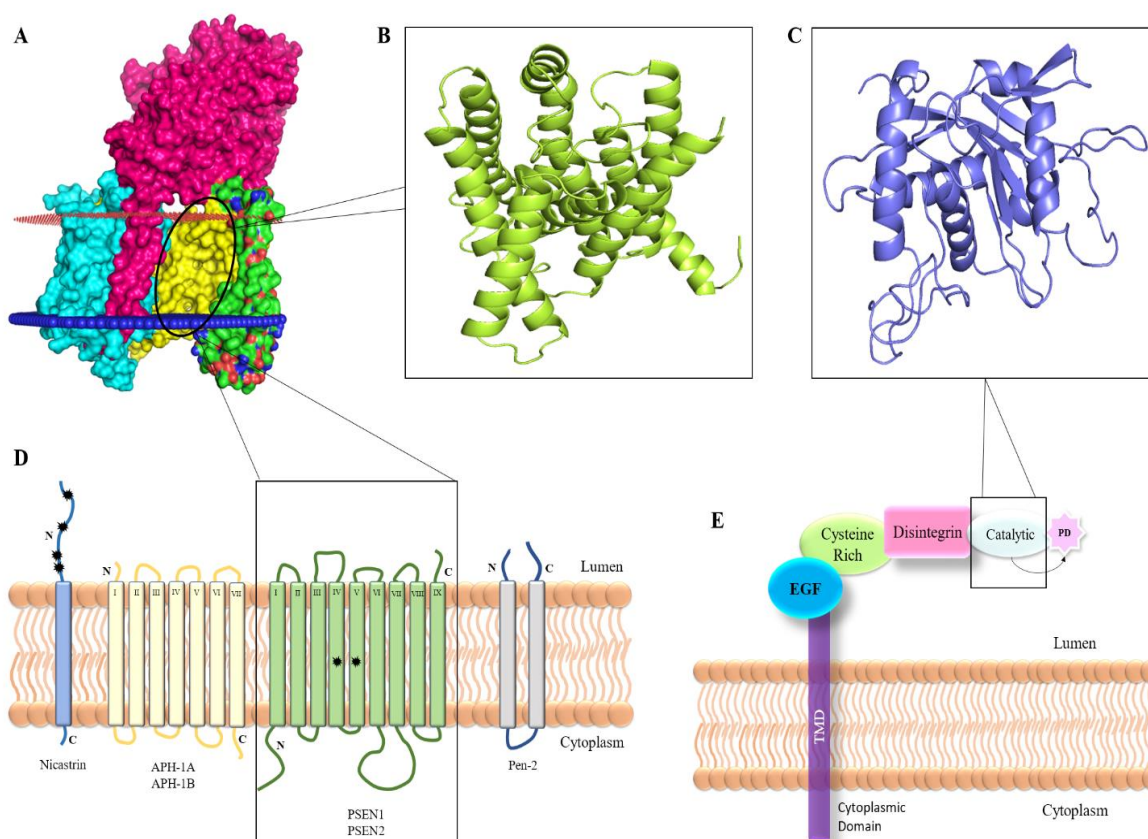 A
B
C
D
N
N
I
II
III
IV
V
VI
VII
I
II
III
IV
V
VI
VII
VIII
IX
C
N
C
Lumen
C
C
N
Cytoplasm
Nicastrin
APH-1A
APH-1B
PSEN1
PSEN2
Pen-2
E
EGF
Cysteine
Rich
Disintegrin
Catalytic
PD
Lumen
TMD
Cytoplasmic
Domain
Cytoplasm